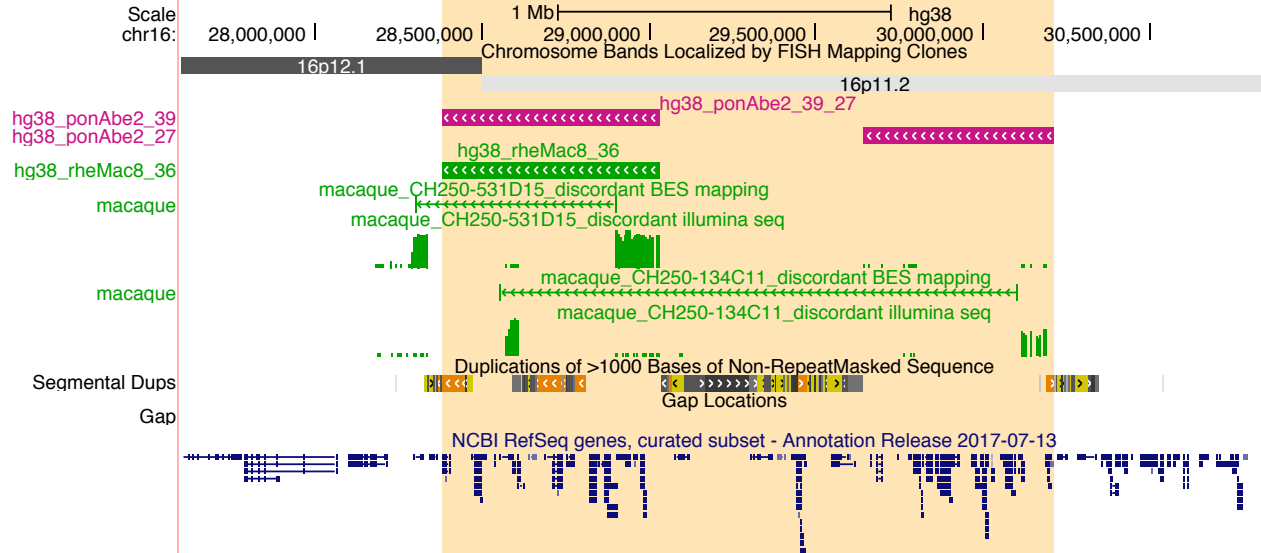 Scale 1 Mb hg38
chr16: 28,000,000 28,500,000 29,000,000 29,500,000 30,000,000 30,500,000
Chromosome Bands Localized by FISH Mapping Clones
16p12.1
16p11.2
hg38_ponAbe2_39_27
hg38_ponAbe2_39
hg38_ponAbe2_27
hg38_rheMac8_36
hg38_rheMac8_36
macaque_CH250-531D15_discordant BES mapping
macaque
macaque_CH250-531D15_discordant illumina seq
macaque_CH250-134C11_discordant BES mapping
macaque
macaque_CH250-134C11_discordant illumina seq
Duplications of >1000 Bases of Non-RepeatMasked Sequence
Segmental Dups
Gap Locations
Gap
NCBI RefSeq genes, curated subset - Annotation Release 2017-07-13